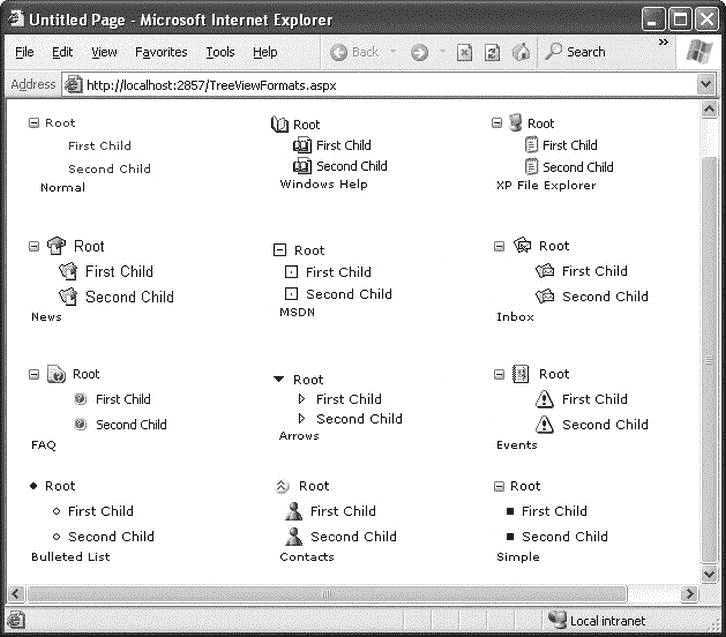 Untitled Page - Microsoft Internet Explorer
File Edit View Favorites Tools Help Back Search »
Address http://localhost:2857/TreeViewFormats.aspx
Root
First Child
Second Child
Normal
Root
First Child
Second Child
Windows Help
Root
First Child
Second Child
XP File Explorer
Root
First Child
Second Child
News
Root
First Child
Second Child
MSDN
Root
First Child
Second Child
Inbox
Root
First Child
Second Child
FAQ
Root
First Child
Second Child
Arrows
Root
First Child
Second Child
Events
Root
First Child
Second Child
Bulleted List
Root
First Child
Second Child
Contacts
Root
First Child
Second Child
Simple
Local intranet